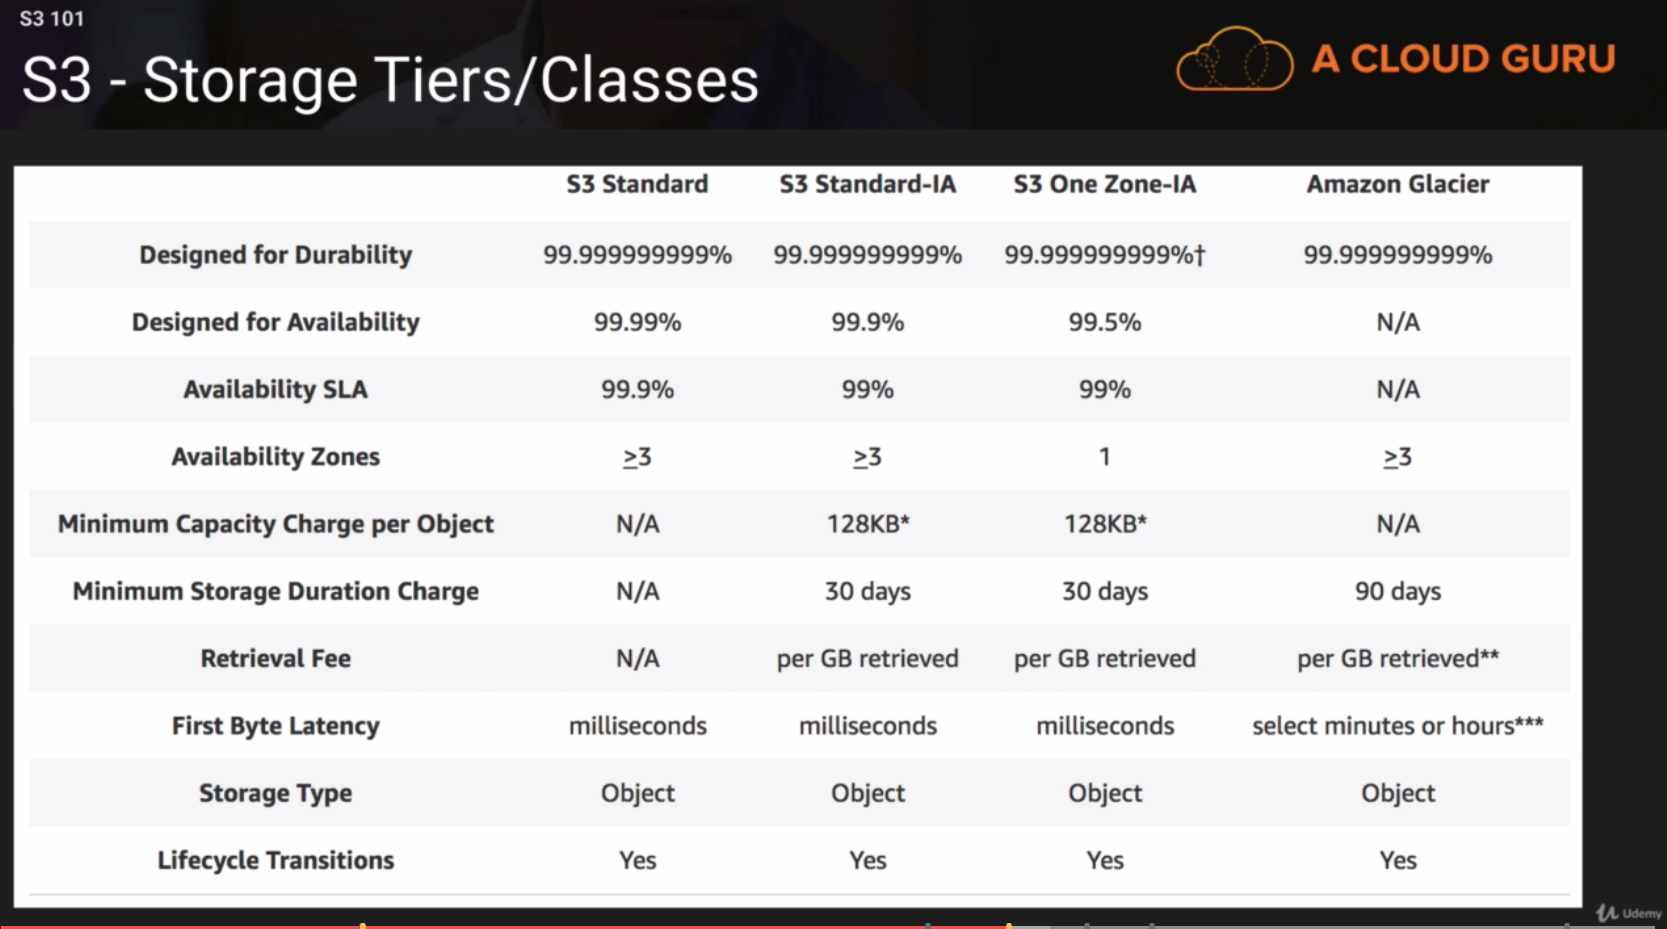 S3 101
S3 - Storage Tiers/Classes
A CLOUD GURU
S3 Standard S3 Standard-IA S3 One Zone-IA Amazon Glacier
Designed for Durability 99.999999999% 99.999999999% 99.999999999%† 99.999999999%
Designed for Availability 99.99% 99.9% 99.5% N/A
Availability SLA 99.9% 99% 99% N/A
Availability Zones ≥3 ≥3 1 ≥3
Minimum Capacity Charge per Object N/A 128KB* 128KB* N/A
Minimum Storage Duration Charge N/A 30 days 30 days 90 days
Retrieval Fee N/A per GB retrieved per GB retrieved per GB retrieved**
First Byte Latency milliseconds milliseconds milliseconds select minutes or hours***
Storage Type Object Object Object Object
Lifecycle Transitions Yes Yes Yes Yes
Udemy